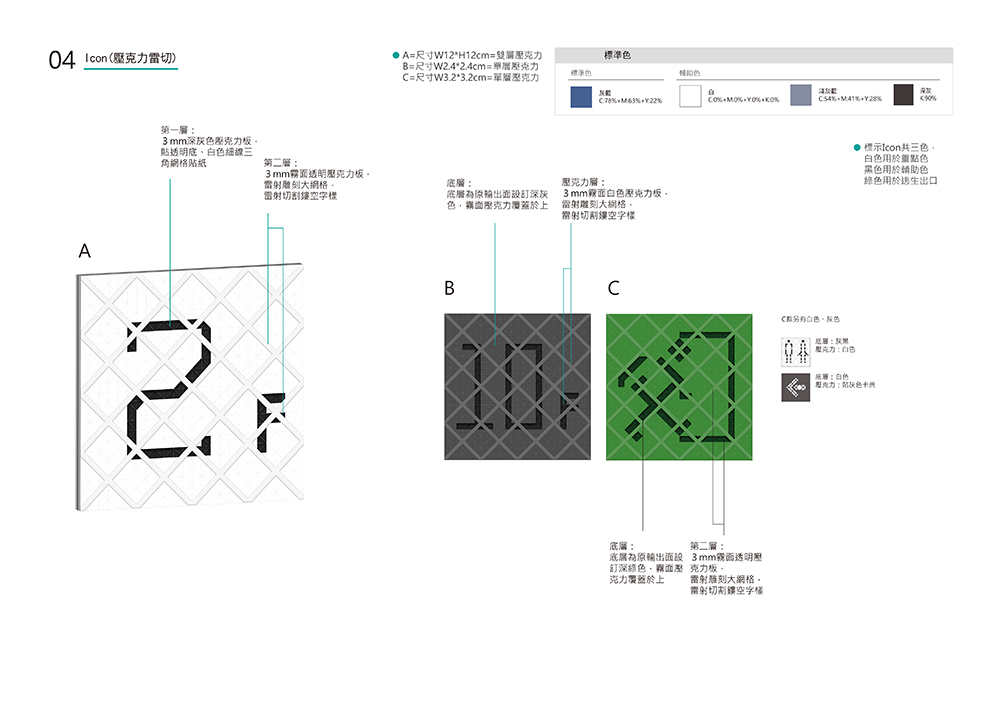 04 Icon(壓克力雷切)
A=尺寸W12*H12cm=雙層壓克力
B=尺寸W2.4*2.4cm=單層壓克力
C=尺寸W3.2*3.2cm=單層壓克力
標準色
標準色
輔助色
灰藍
C:78%+M:63%+Y:22%
白
C:0%+M:0%+Y:0%+K:0%
淺灰藍
C:54%+M:41%+Y:28%
深灰
K:90%
標示Icon共三色，
白色用於重點色
黑色用於輔助色
綠色用於逃生出口
第一層：
3mm深灰色壓克力板，
貼透明底、白色細線三
角網格貼紙
第二層：
3mm霧面透明壓克力板，
雷射雕刻大網格，
雷射切割鏤空字樣
底層：
底層為原輸出面設訂深灰
色，霧面壓克力覆蓋於上
壓克力層：
3mm霧面白色壓克力板，
雷射雕刻大網格，
雷射切割鏤空字樣
A
2F
B
10F
C
C款另有白色、灰色
底層：灰黑
壓克力：白色
底層：白色
壓克力：貼灰色卡典
底層：
底層為原輸出面設
訂深綠色，霧面壓
克力覆蓋於上
第二層：
3mm霧面透明壓
克力板，
雷射雕刻大網格，
雷射切割鏤空字樣